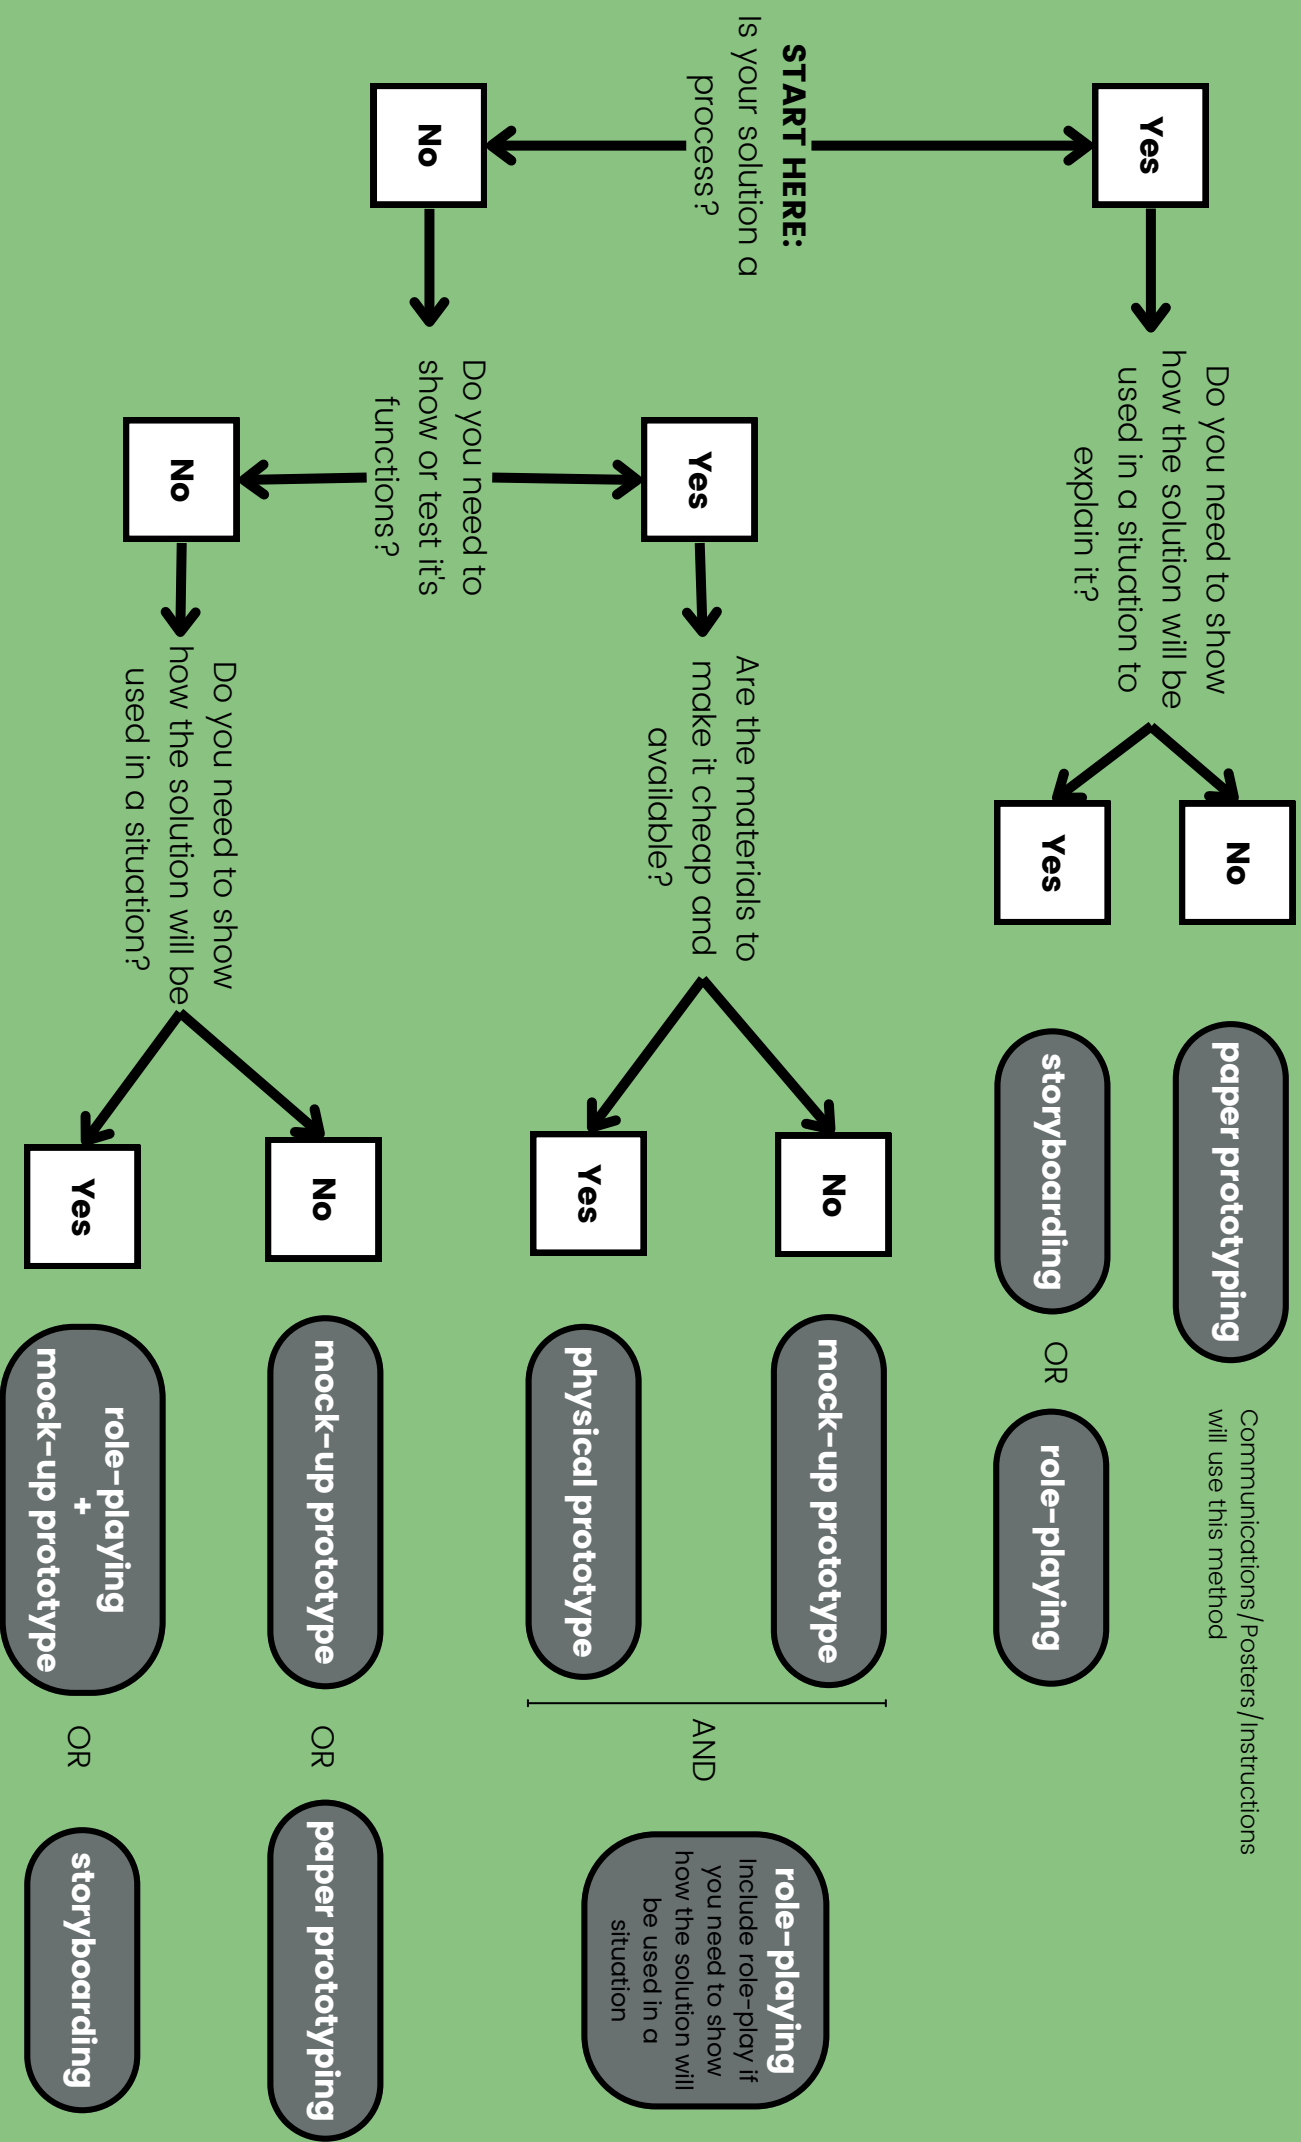 START HERE:
Is your solution a
process?
Yes
Do you need to show
how the solution will be
used in a situation to
explain it?
No
paper prototyping
Communications/Posters/Instructions
will use this method
Yes
storyboarding
OR
role-playing
No
Do you need to
show or test it's
functions?
Yes
Are the materials to
make it cheap and
available?
No
mock-up prototype
Yes
physical prototype
AND
role-playing
Include role-play if
you need to show
how the solution will
be used in a
situation
No
Do you need to show
how the solution will be
used in a situation?
No
mock-up prototype
OR
paper prototyping
Yes
role-playing
+
mock-up prototype
OR
storyboarding